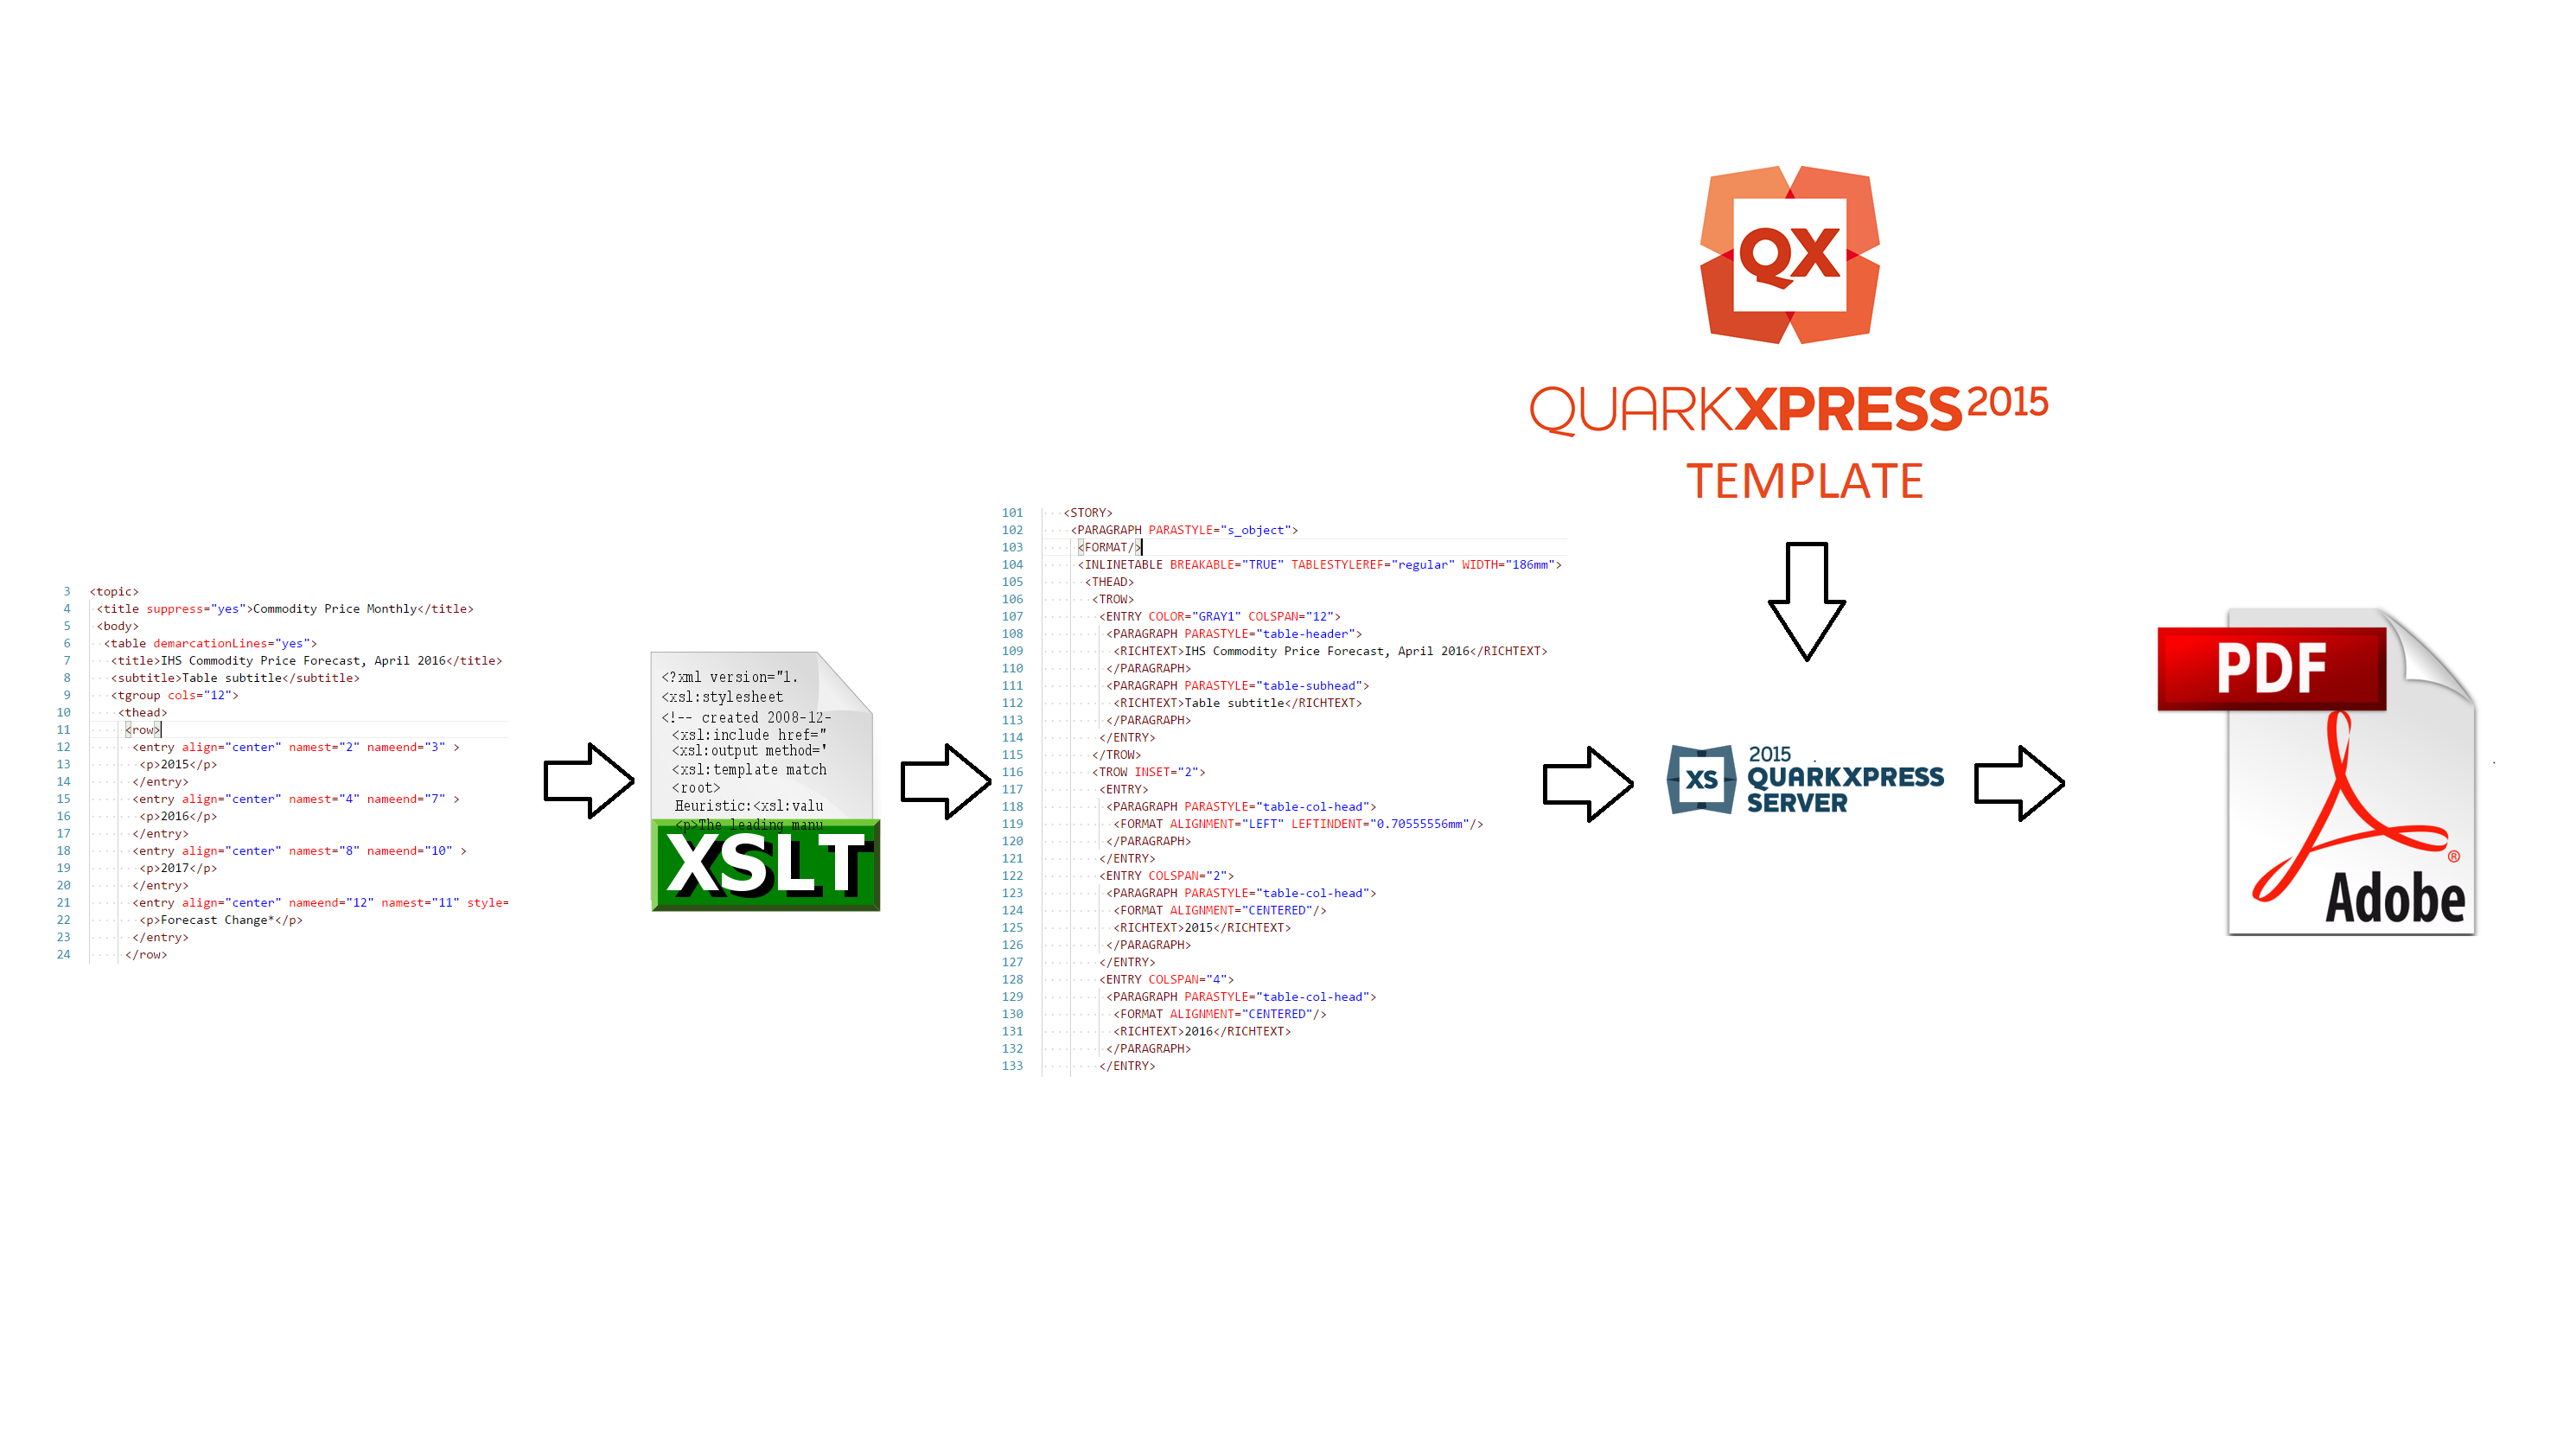 3 <topic>
4 <title suppress="yes">Commodity Price Monthly</title>
5 <body>
6 <table demarcationLines="yes">
7 <title>IHS Commodity Price Forecast, April 2016</title>
8 <subtitle>Table subtitle</subtitle>
9 <tgroup cols="12">
10 <thead>
11 <row>
12 <entry align="center" namest="2" nameend="3" >
13 <p>2015</p>
14 </entry>
15 <entry align="center" namest="4" nameend="7" >
16 <p>2016</p>
17 </entry>
18 <entry align="center" namest="8" nameend="10" >
19 <p>2017</p>
20 </entry>
21 <entry align="center" nameend="12" namest="11" style=
22 <p>Forecast Change*</p>
23 </entry>
24 </row>
<?xml version="1.
<xsl:stylesheet
<!-- created 2008-12-
<xsl:include href="
<xsl:output method='
<xsl:template match
<root>
Heuristic:<xsl:valu
<p>The leading manu
XSLT
101 <STORY>
102 <PARAGRAPH PARASTYLE="s_object">
103 <FORMAT/>
104 <INLINETABLE BREAKABLE="TRUE" TABLESTYLEREF="regular" WIDTH="186mm">
105 <THEAD>
106 <TROW>
107 <ENTRY COLOR="GRAY1" COLSPAN="12">
108 <PARAGRAPH PARASTYLE="table-header">
109 <RICHTEXT>IHS Commodity Price Forecast, April 2016</RICHTEXT>
110 </PARAGRAPH>
111 <PARAGRAPH PARASTYLE="table-subhead">
112 <RICHTEXT>Table subtitle</RICHTEXT>
113 </PARAGRAPH>
114 </ENTRY>
115 </TROW>
116 <TROW INSET="2">
117 <ENTRY>
118 <PARAGRAPH PARASTYLE="table-col-head">
119 <FORMAT ALIGNMENT="LEFT" LEFTINDENT="0.70555556mm"/>
120 </PARAGRAPH>
121 </ENTRY>
122 <ENTRY COLSPAN="2">
123 <PARAGRAPH PARASTYLE="table-col-head">
124 <FORMAT ALIGNMENT="CENTERED"/>
125 <RICHTEXT>2015</RICHTEXT>
126 </PARAGRAPH>
127 </ENTRY>
128 <ENTRY COLSPAN="4">
129 <PARAGRAPH PARASTYLE="table-col-head">
130 <FORMAT ALIGNMENT="CENTERED"/>
131 <RICHTEXT>2016</RICHTEXT>
132 </PARAGRAPH>
133 </ENTRY>
QX
QUARKXPRESS 2015
TEMPLATE
XS
2015
QUARKXPRESS
SERVER
PDF
®
Adobe